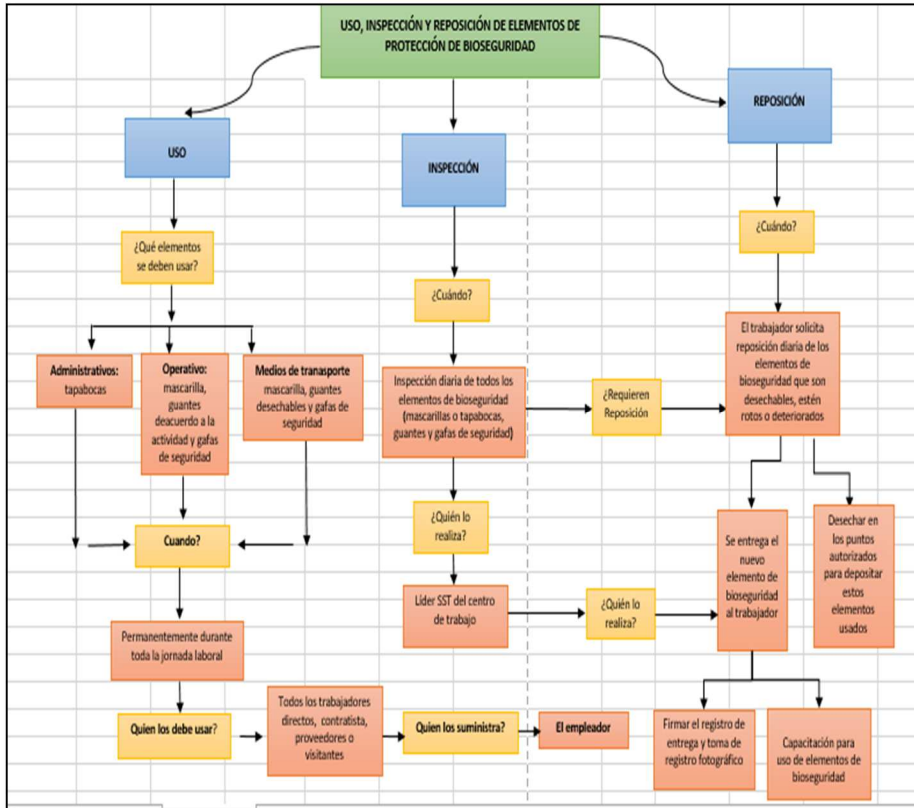 USO, INSPECCIÓN Y REPOSICIÓN DE ELEMENTOS DE
PROTECCIÓN DE BIOSEGURIDAD
USO
¿Qué elementos
se deben usar?
Administrativos:
tapabocas
Operativo:
mascarilla,
guantes
deacuerdo a la
actividad y gafas
de seguridad
Medios de transaporte
mascarilla, guantes
desechables y gafas de
seguridad
Cuando?
Permanentemente durante
toda la jornada laboral
Quien los debe usar?
Todos los trabajadores
directos, contratista,
proveedores o
visitantes
Quien los suministra?
El empleador
INSPECCIÓN
¿Cuándo?
Inspección diaria de todos los
elementos de bioseguridad
(mascarillas o tapabocas,
guantes y gafas de seguridad)
¿Requieren
Reposición
¿Quién lo
realiza?
Líder SST del centro
de trabajo
¿Quién lo
realiza?
REPOSICIÓN
¿Cuándo?
El trabajador solicita
reposición diaria de los
elementos de
bioseguridad que son
desechables, estén
rotos o deteriorados
Se entrega el
nuevo
elemento de
bioseguridad
al trabajador
Desechar en
los puntos
autorizados
para depositar
estos
elementos
usados
Firmar el registro de
entrega y toma de
registro fotográfico
Capacitación para
uso de elementos de
bioseguridad